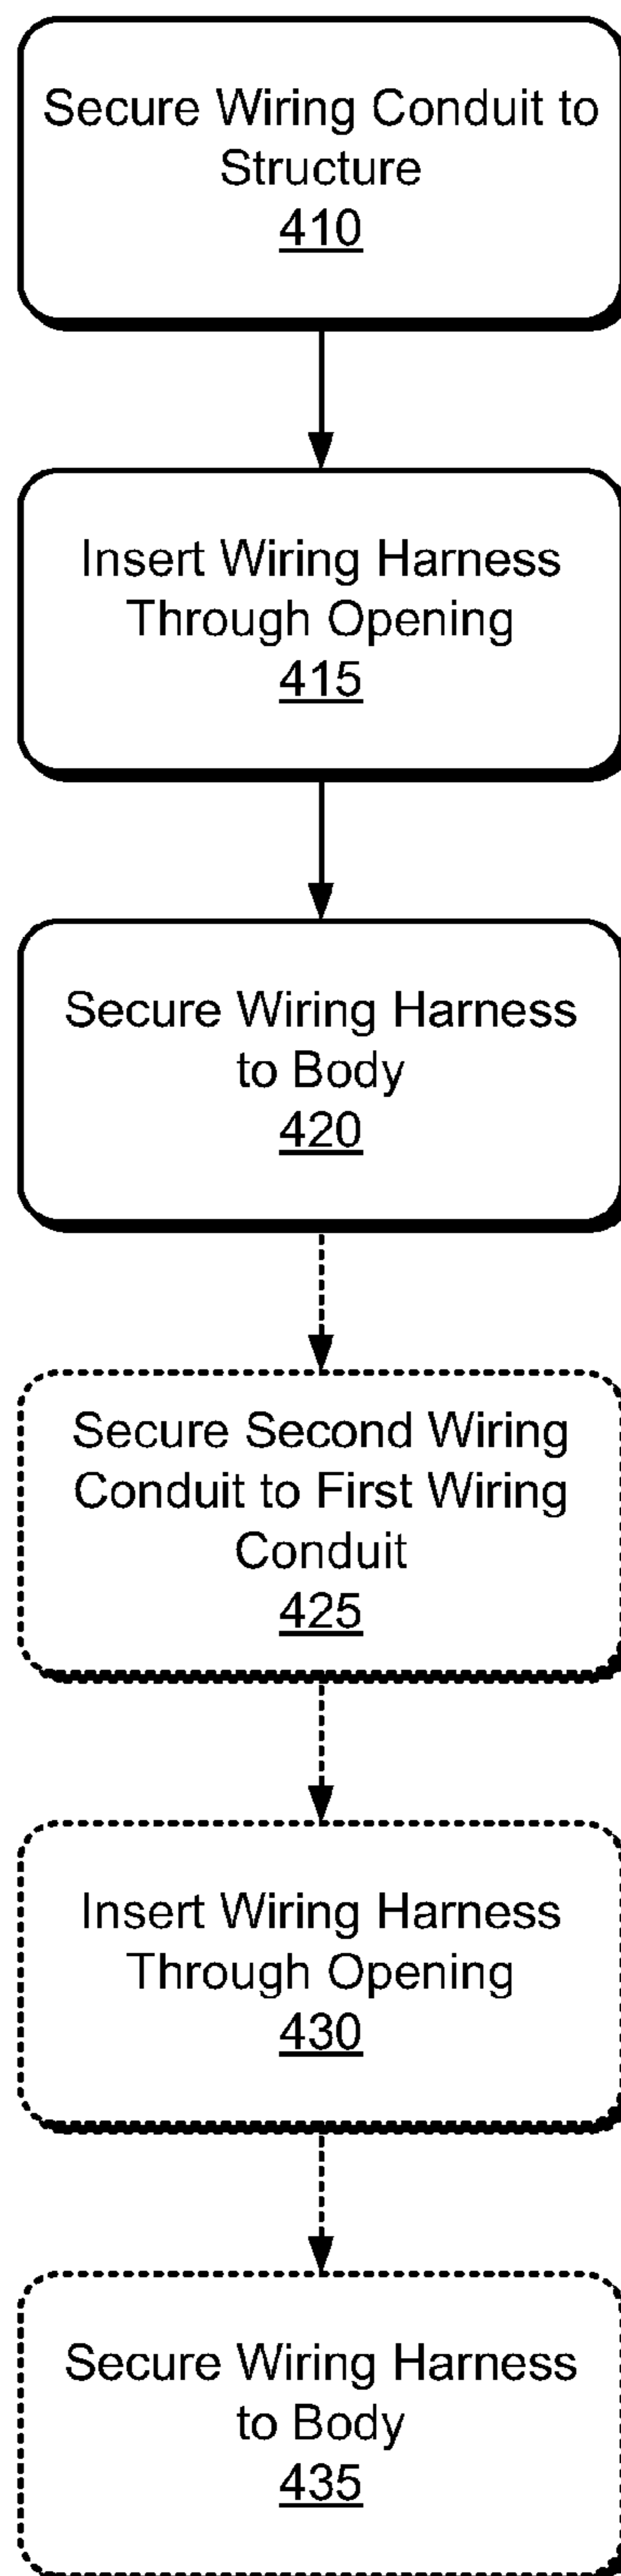 Secure Wiring Conduit to
Structure
410
Insert Wiring Harness
Through Opening
415
Secure Wiring Harness
to Body
420
Secure Second Wiring
Conduit to First Wiring
Conduit
425
Insert Wiring Harness
Through Opening
430
Secure Wiring Harness
to Body
435